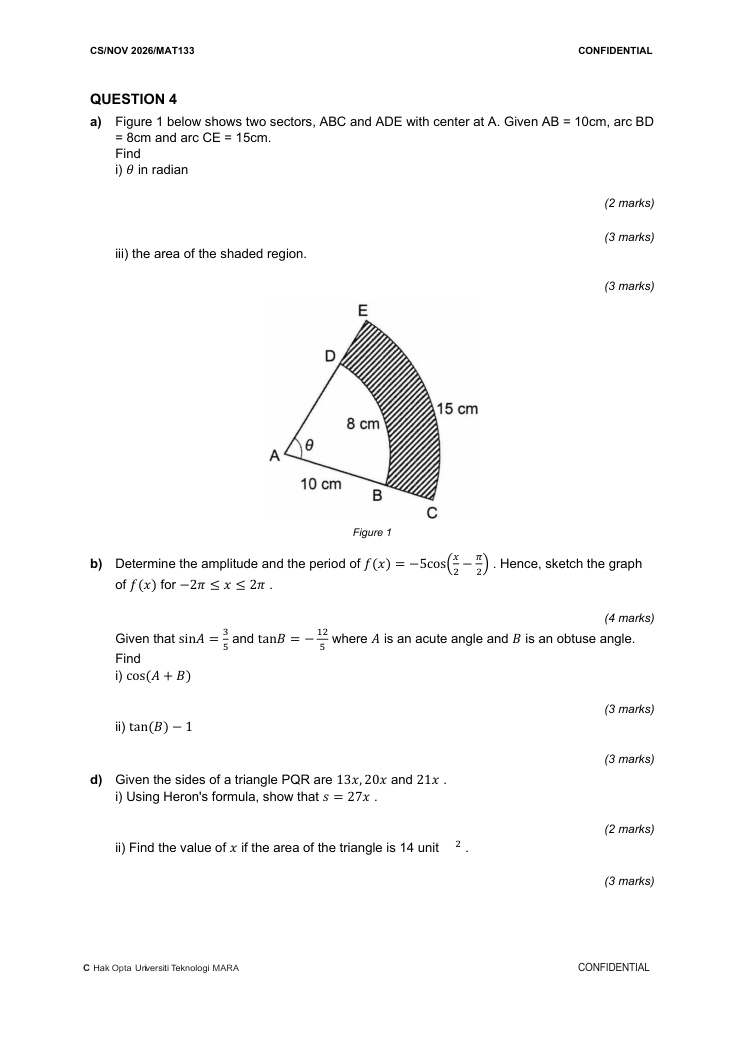 CS/NOV 2026/MAT133 CONFIDENTIAL
QUESTION 4
a) Figure 1 below shows two sectors, ABC and ADE with center at A. Given AB = 10cm, arc BD
= 8cm and arc CE = 15cm.
Find
i) θ in radian
(2 marks)
(3 marks)
iii) the area of the shaded region.
(3 marks)
E
D
15 cm
8 cm
θ
A
10 cm
B
C
Figure 1
b) Determine the amplitude and the period of f(x) = −5cos(x/2 − π/2) . Hence, sketch the graph
of f(x) for −2π ≤ x ≤ 2π .
(4 marks)
Given that sinA = 3/5 and tanB = −12/5 where A is an acute angle and B is an obtuse angle.
Find
i) cos(A + B)
(3 marks)
ii) tan(B) − 1
(3 marks)
d) Given the sides of a triangle PQR are 13x, 20x and 21x .
i) Using Heron's formula, show that s = 27x .
(2 marks)
ii) Find the value of x if the area of the triangle is 14 unit ² .
(3 marks)
C Hak Opta Universiti Teknologi MARA CONFIDENTIAL